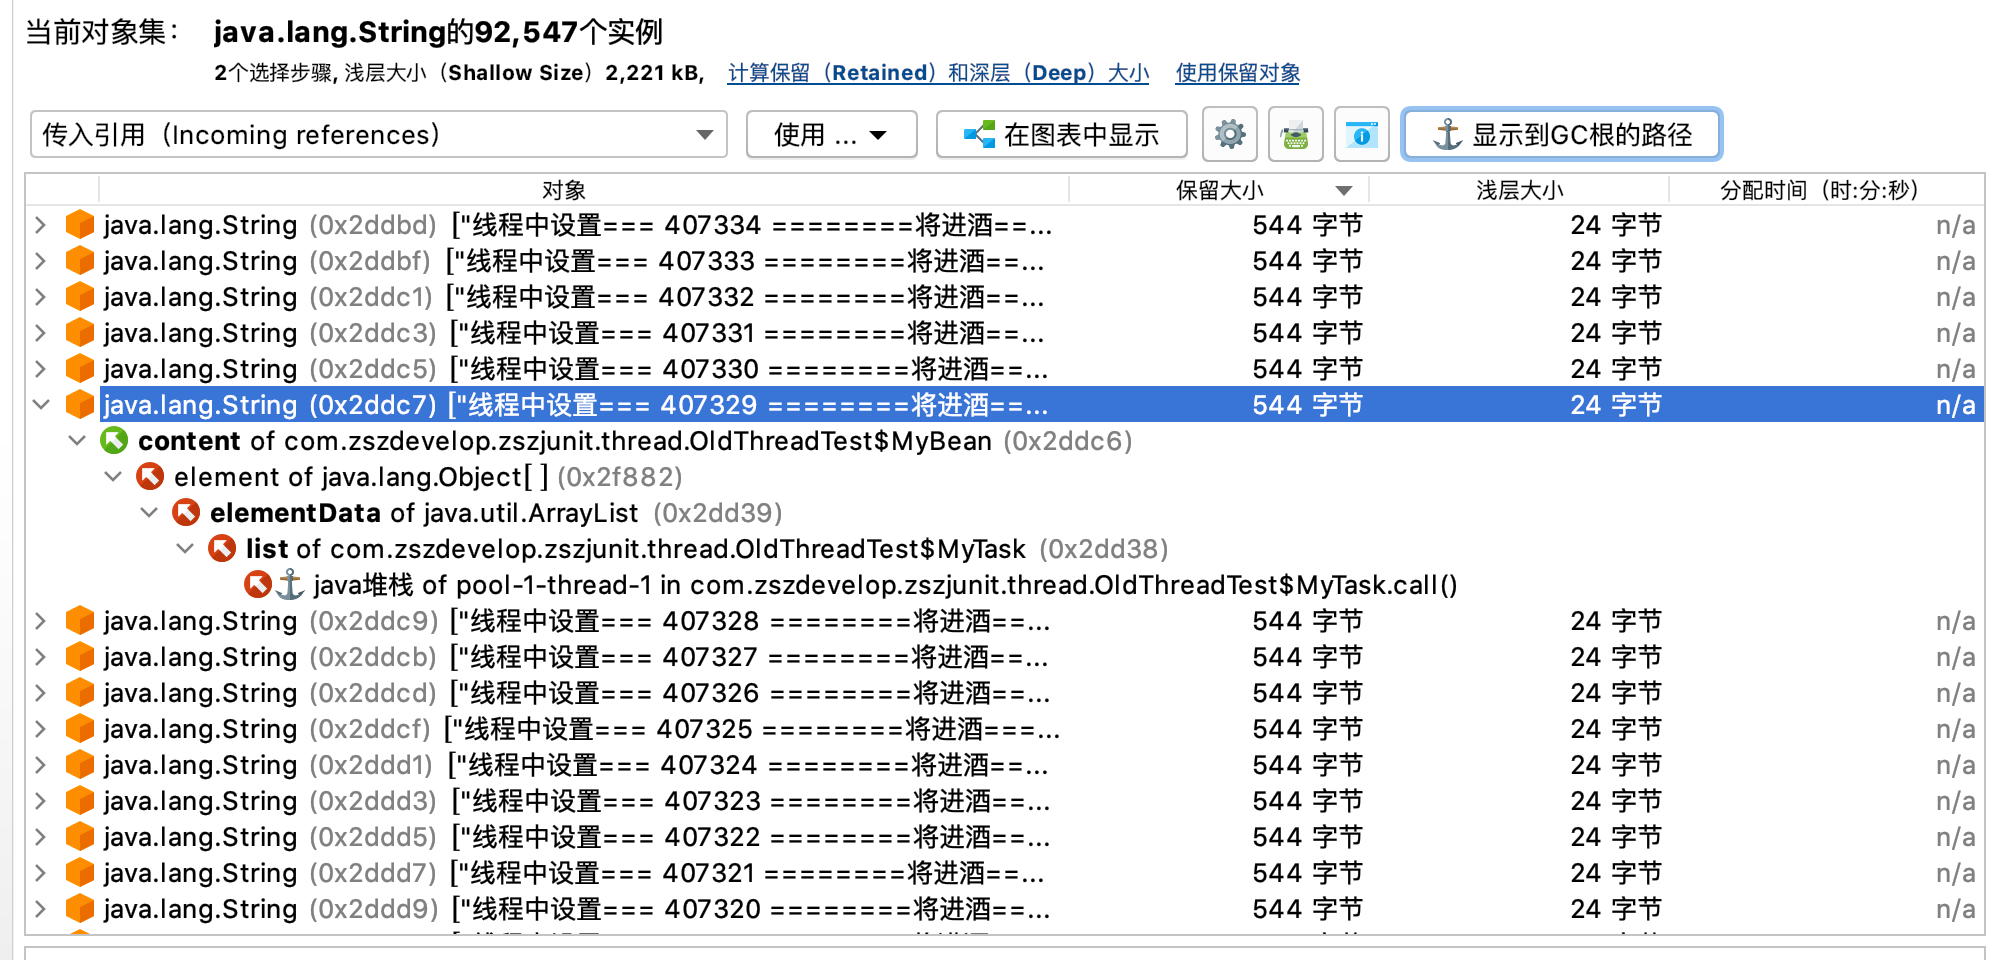 当前对象集： java.lang.String的92,547个实例
2个选择步骤, 浅层大小（Shallow Size）2,221 kB, 计算保留（Retained）和深层（Deep）大小 使用保留对象
传入引用（Incoming references） 使用 ... 在图表中显示 显示到GC根的路径
对象 保留大小 浅层大小 分配时间（时:分:秒）
java.lang.String (0x2ddbd) ["线程中设置=== 407334 ========将进酒==... 544 字节 24 字节 n/a
java.lang.String (0x2ddbf) ["线程中设置=== 407333 ========将进酒==... 544 字节 24 字节 n/a
java.lang.String (0x2ddc1) ["线程中设置=== 407332 ========将进酒==... 544 字节 24 字节 n/a
java.lang.String (0x2ddc3) ["线程中设置=== 407331 ========将进酒==... 544 字节 24 字节 n/a
java.lang.String (0x2ddc5) ["线程中设置=== 407330 ========将进酒==... 544 字节 24 字节 n/a
java.lang.String (0x2ddc7) ["线程中设置=== 407329 ========将进酒==... 544 字节 24 字节 n/a
content of com.zszdevelop.zszjunit.thread.OldThreadTest$MyBean (0x2ddc6)
element of java.lang.Object[ ] (0x2f882)
elementData of java.util.ArrayList (0x2dd39)
list of com.zszdevelop.zszjunit.thread.OldThreadTest$MyTask (0x2dd38)
java堆栈 of pool-1-thread-1 in com.zszdevelop.zszjunit.thread.OldThreadTest$MyTask.call()
java.lang.String (0x2ddc9) ["线程中设置=== 407328 ========将进酒==... 544 字节 24 字节 n/a
java.lang.String (0x2ddcb) ["线程中设置=== 407327 ========将进酒==... 544 字节 24 字节 n/a
java.lang.String (0x2ddcd) ["线程中设置=== 407326 ========将进酒==... 544 字节 24 字节 n/a
java.lang.String (0x2ddcf) ["线程中设置=== 407325 ========将进酒===... 544 字节 24 字节 n/a
java.lang.String (0x2ddd1) ["线程中设置=== 407324 ========将进酒==... 544 字节 24 字节 n/a
java.lang.String (0x2ddd3) ["线程中设置=== 407323 ========将进酒==... 544 字节 24 字节 n/a
java.lang.String (0x2ddd5) ["线程中设置=== 407322 ========将进酒==... 544 字节 24 字节 n/a
java.lang.String (0x2ddd7) ["线程中设置=== 407321 ========将进酒==... 544 字节 24 字节 n/a
java.lang.String (0x2ddd9) ["线程中设置=== 407320 ========将进酒==... 544 字节 24 字节 n/a